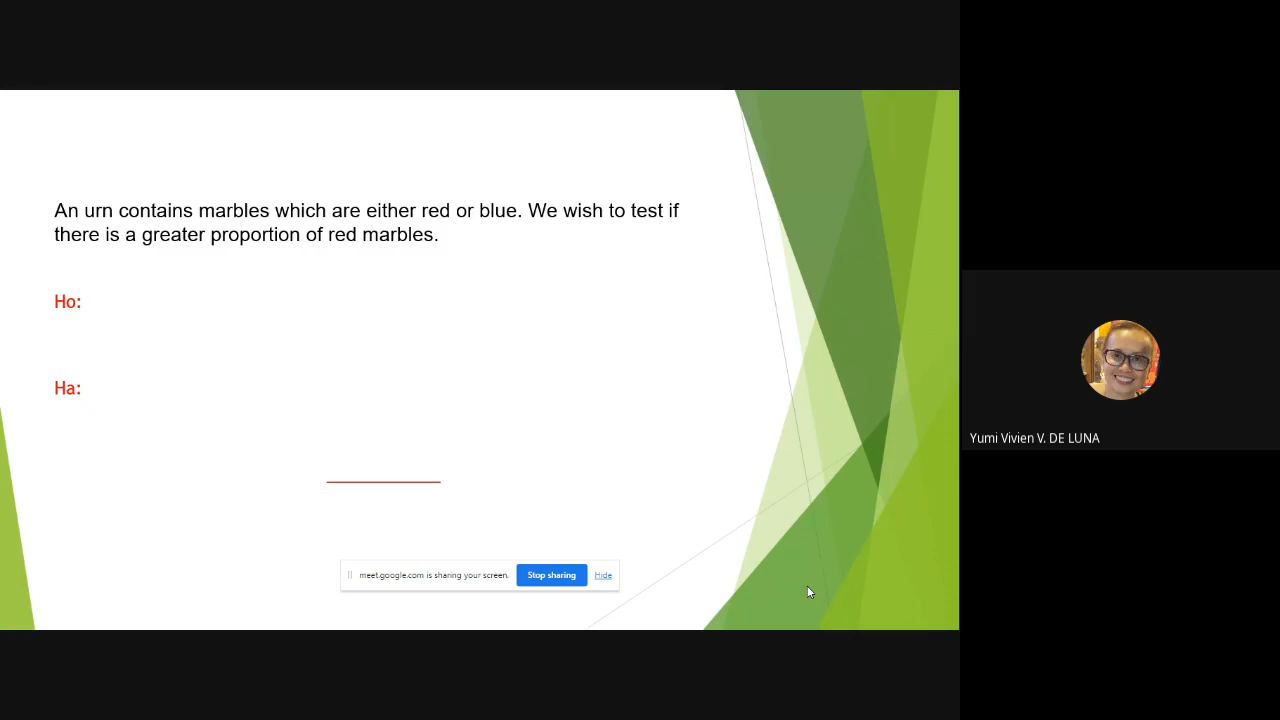 An urn contains marbles which are either red or blue. We wish to test if
there is a greater proportion of red marbles.
Ho:
Ha:
meet.google.com is sharing your screen.
Stop sharing
Hide
Yumi Vivien V. DE LUNA